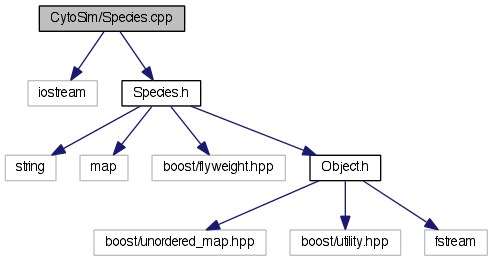 CytoSim/Species.cpp
iostream
Species.h
string
map
boost/flyweight.hpp
Object.h
boost/unordered_map.hpp
boost/utility.hpp
fstream